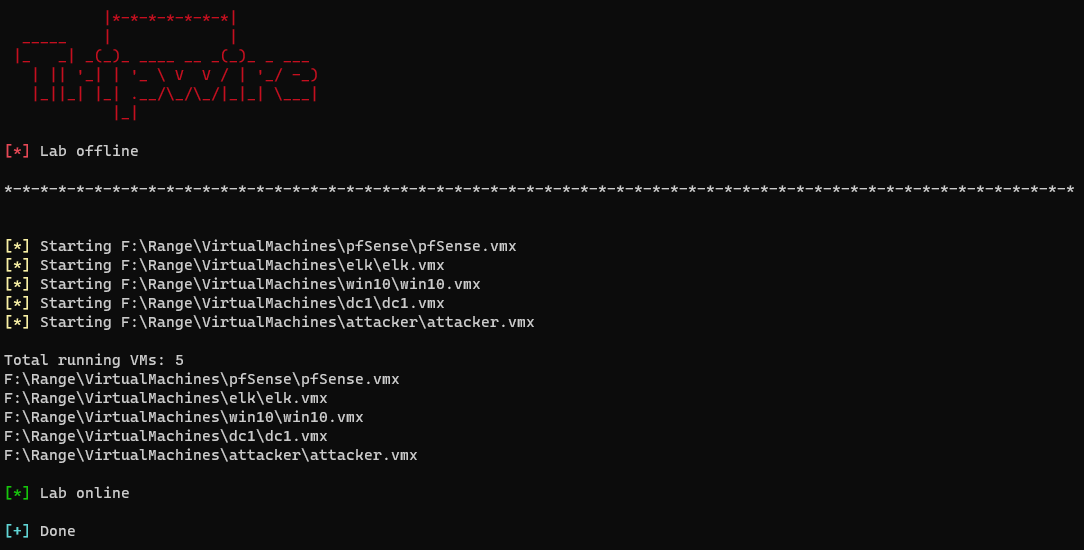 |*-*-*-*-*-*-*|
  _____    |             |
 |_   _| _(_)_ ____ __ _(_)_ _ ___
   | || '_| | '_ \ V  V / | '_/ -_)
   |_||_| |_| .__/\_/\_/|_|_| \___|
            |_|
[*] Lab offline
*-*-*-*-*-*-*-*-*-*-*-*-*-*-*-*-*-*-*-*-*-*-*-*-*-*-*-*-*-*-*-*-*-*-*-*-*-*-*-*-*-*-*-*-*-*-*-*-*-*-*-*-*-*-*-*-*-*-*-*
[*] Starting F:\Range\VirtualMachines\pfSense\pfSense.vmx
[*] Starting F:\Range\VirtualMachines\elk\elk.vmx
[*] Starting F:\Range\VirtualMachines\win10\win10.vmx
[*] Starting F:\Range\VirtualMachines\dc1\dc1.vmx
[*] Starting F:\Range\VirtualMachines\attacker\attacker.vmx
Total running VMs: 5
F:\Range\VirtualMachines\pfSense\pfSense.vmx
F:\Range\VirtualMachines\elk\elk.vmx
F:\Range\VirtualMachines\win10\win10.vmx
F:\Range\VirtualMachines\dc1\dc1.vmx
F:\Range\VirtualMachines\attacker\attacker.vmx
[*] Lab online
[+] Done